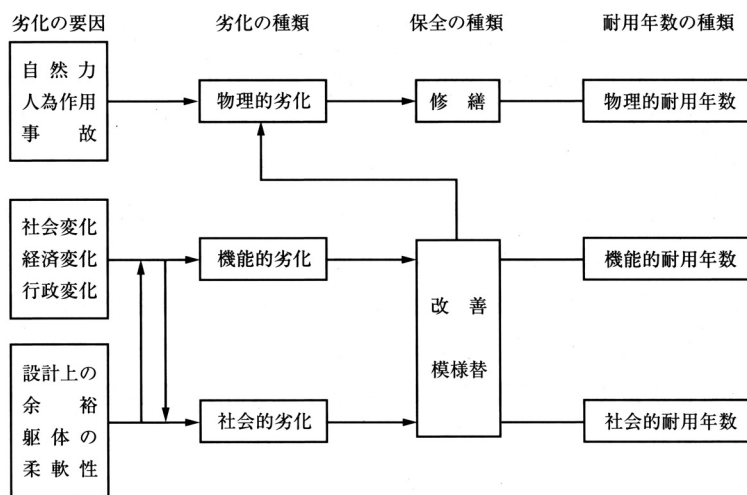 劣化の要因
劣化の種類
保全の種類
耐用年数の種類
自然力
人為作用
事故
物理的劣化
修繕
物理的耐用年数
社会変化
経済変化
行政変化
機能的劣化
改善
模様替
機能的耐用年数
設計上の
余裕
躯体の
柔軟性
社会的劣化
社会的耐用年数